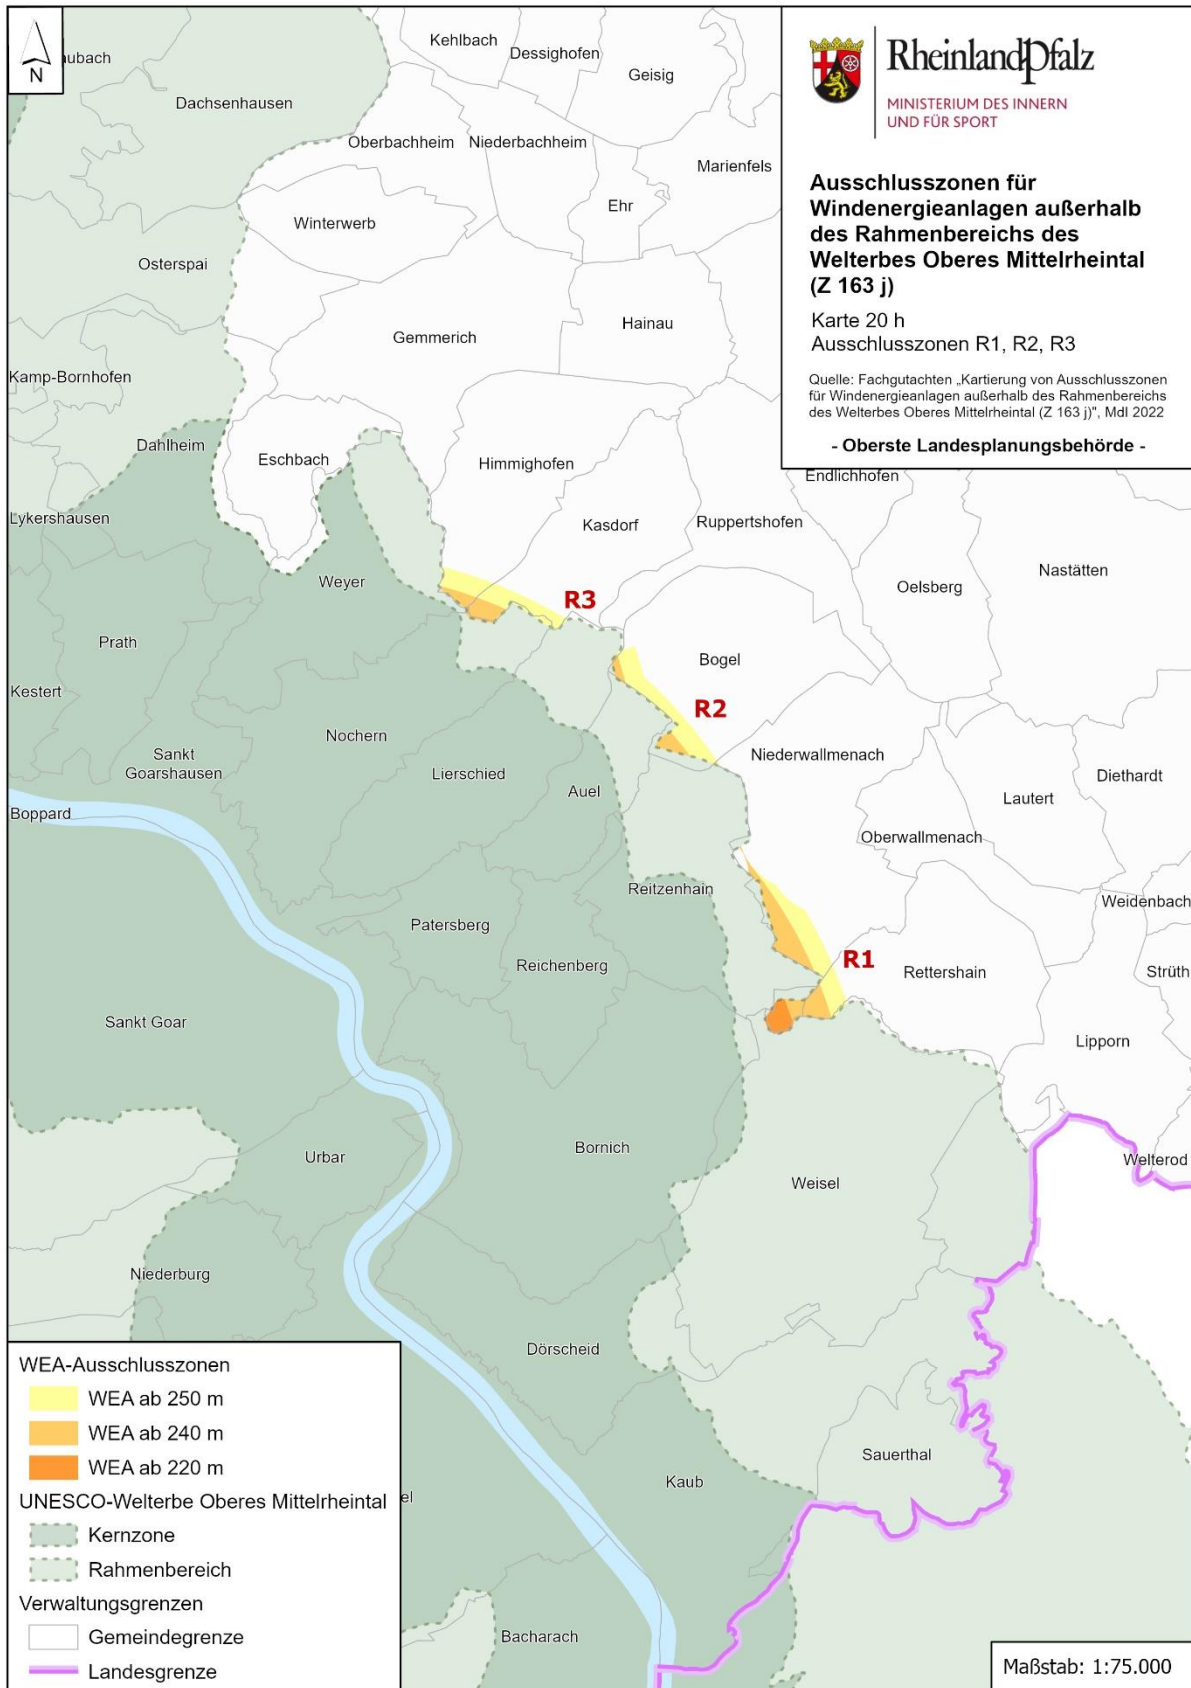 N
aubach
Kehlbach
Dessighofen
Geisig
Dachsenhausen
Oberbachheim
Niederbachheim
Marienfels
Ehr
Winterwerb
Osterspai
Hainau
Gemmerich
Kamp-Bornhofen
Dahlheim
Eschbach
Himmighofen
Endlichhofen
Lykershausen
Kasdorf
Ruppertshofen
Oelsberg
Nastätten
Weyer
R3
Prath
Bogel
Kestert
R2
Nochern
Sankt
Goarshausen
Lierschied
Niederwallmenach
Diethardt
Auel
Lautert
Boppard
Oberwallmenach
Reitzenhain
Weidenbach
Patersberg
R1
Reichenberg
Rettershain
Strüth
Sankt Goar
Lipporn
Bornich
Urbar
Welterod
Weisel
Niederburg
Dörscheid
Sauerthal
Kaub
el
Bacharach
RheinlandPfalz
MINISTERIUM DES INNERN
UND FÜR SPORT
Ausschlusszonen für
Windenergieanlagen außerhalb
des Rahmenbereichs des
Welterbes Oberes Mittelrheintal
(Z 163 j)
Karte 20 h
Ausschlusszonen R1, R2, R3
Quelle: Fachgutachten „Kartierung von Ausschlusszonen
für Windenergieanlagen außerhalb des Rahmenbereichs
des Welterbes Oberes Mittelrheintal (Z 163 j)", MdI 2022
- Oberste Landesplanungsbehörde -
WEA-Ausschlusszonen
WEA ab 250 m
WEA ab 240 m
WEA ab 220 m
UNESCO-Welterbe Oberes Mittelrheintal
Kernzone
Rahmenbereich
Verwaltungsgrenzen
Gemeindegrenze
Landesgrenze
Maßstab: 1:75.000